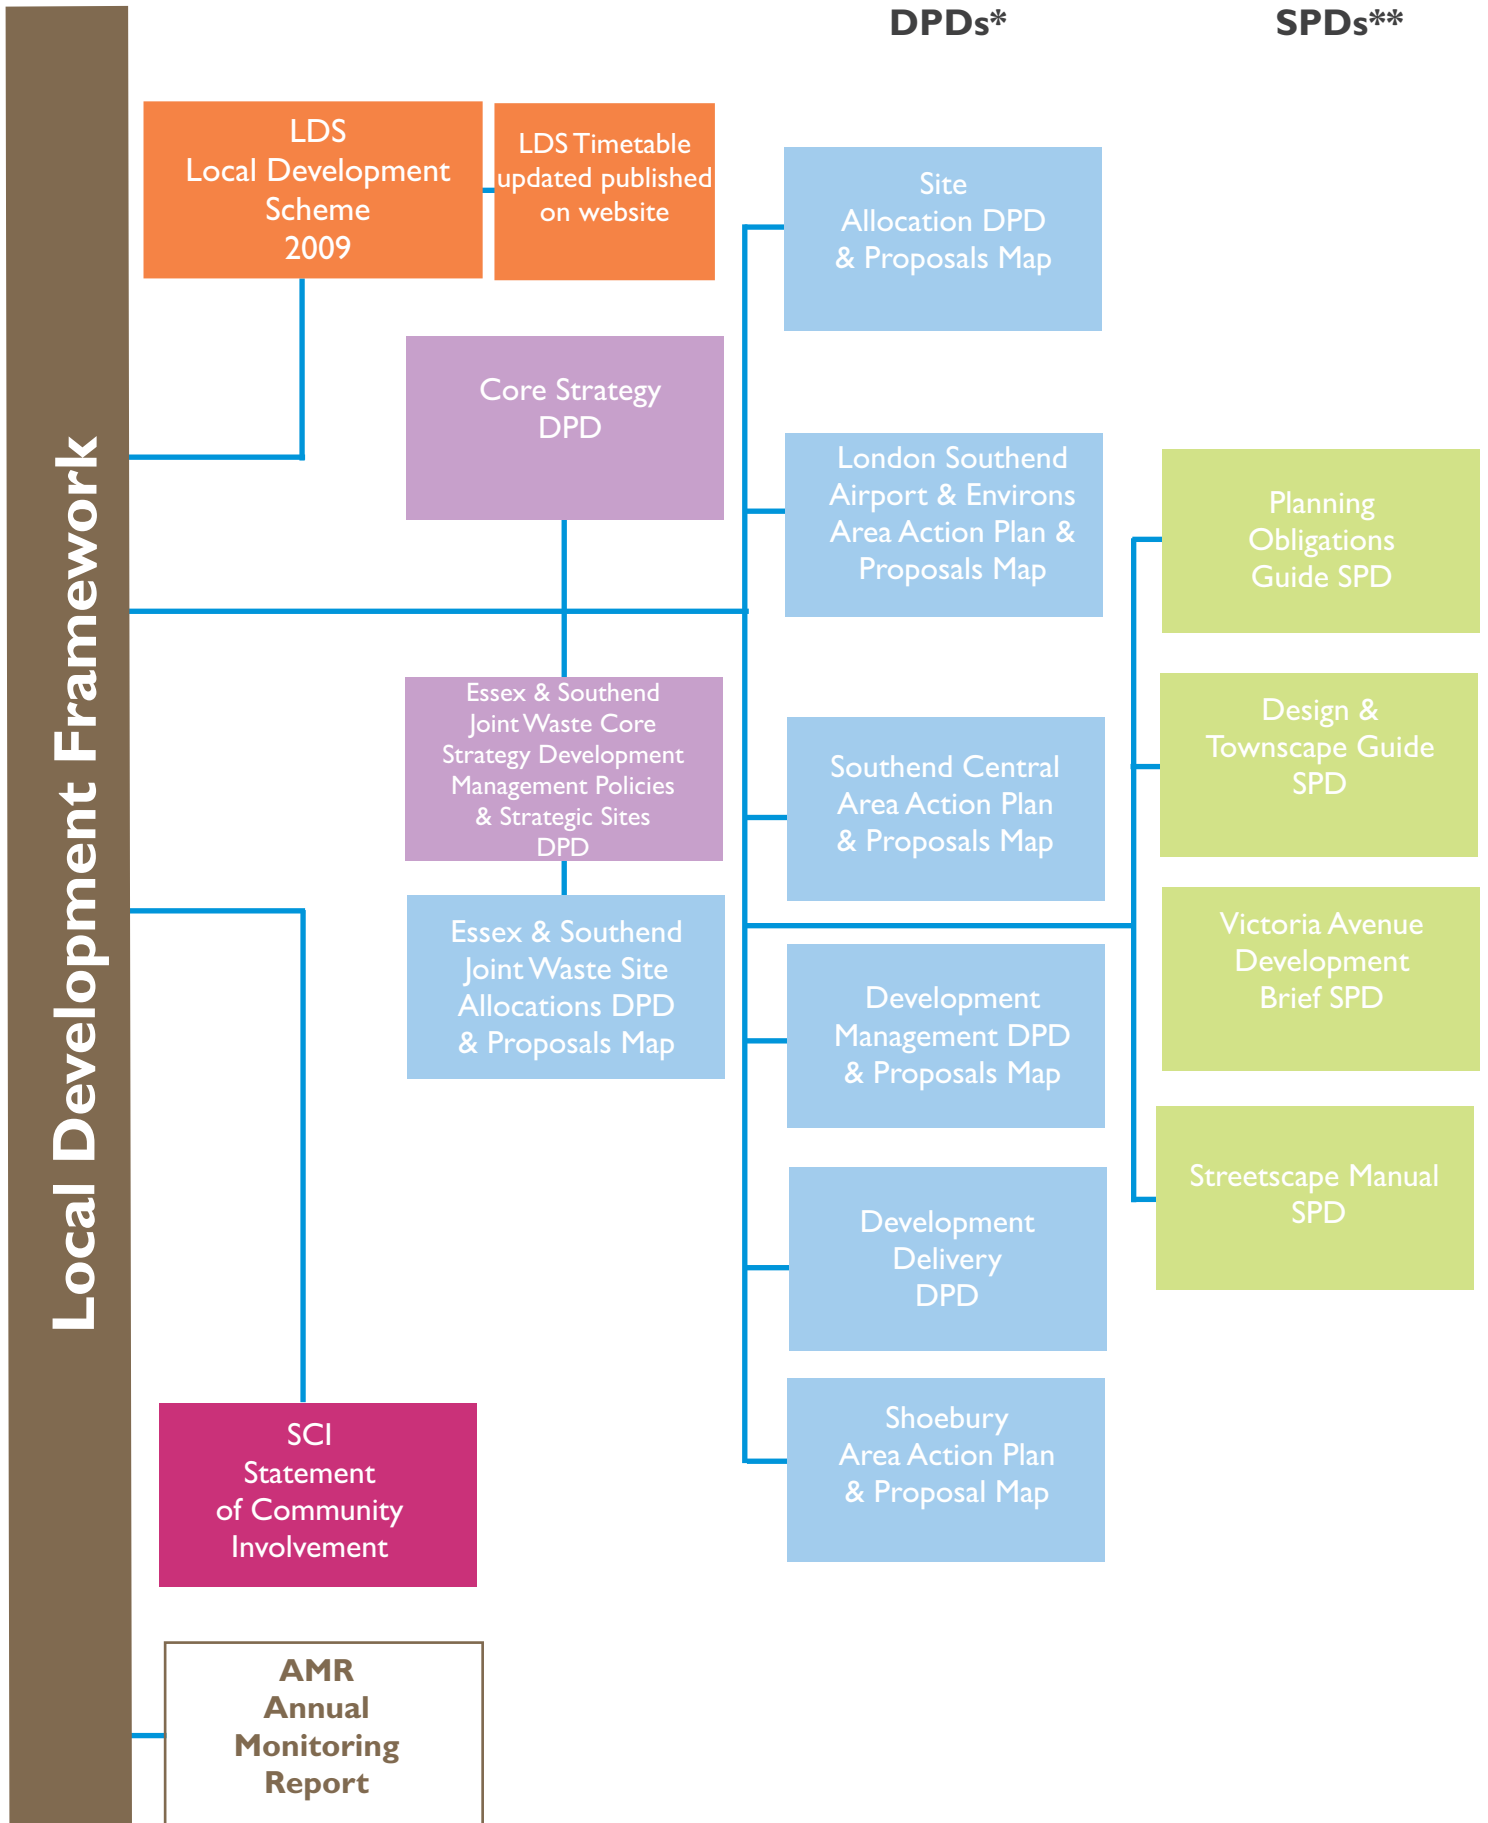 DPDs*
SPDs**
Local Development Framework
LDS
Local Development
Scheme
2009
LDS Timetable
updated published
on website
Core Strategy
DPD
Essex & Southend
Joint Waste Core
Strategy Development
Management Policies
& Strategic Sites
DPD
Essex & Southend
Joint Waste Site
Allocations DPD
& Proposals Map
SCI
Statement
of Community
Involvement
AMR
Annual
Monitoring
Report
Site
Allocation DPD
& Proposals Map
London Southend
Airport & Environs
Area Action Plan &
Proposals Map
Southend Central
Area Action Plan
& Proposals Map
Development
Management DPD
& Proposals Map
Development
Delivery
DPD
Shoebury
Area Action Plan
& Proposal Map
Planning
Obligations
Guide SPD
Design &
Townscape Guide
SPD
Victoria Avenue
Development
Brief SPD
Streetscape Manual
SPD